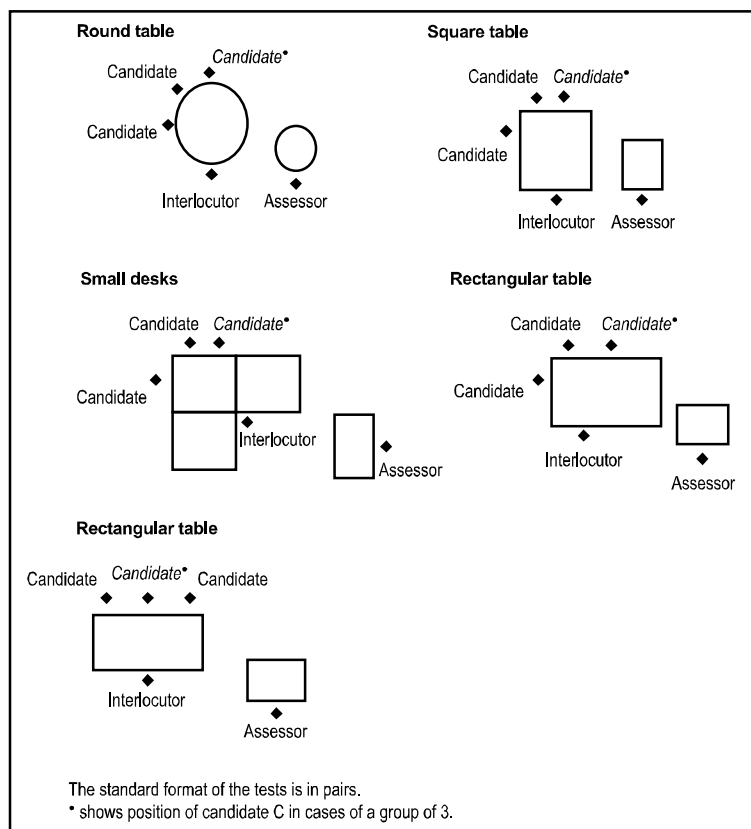 Round table
Candidate•
Candidate
Candidate
Interlocutor
Assessor
Square table
Candidate
Candidate•
Candidate
Interlocutor
Assessor
Small desks
Candidate
Candidate•
Candidate
Interlocutor
Assessor
Rectangular table
Candidate
Candidate•
Candidate
Interlocutor
Assessor
Rectangular table
Candidate
Candidate•
Candidate
Interlocutor
Assessor
The standard format of the tests is in pairs.
• shows position of candidate C in cases of a group of 3.